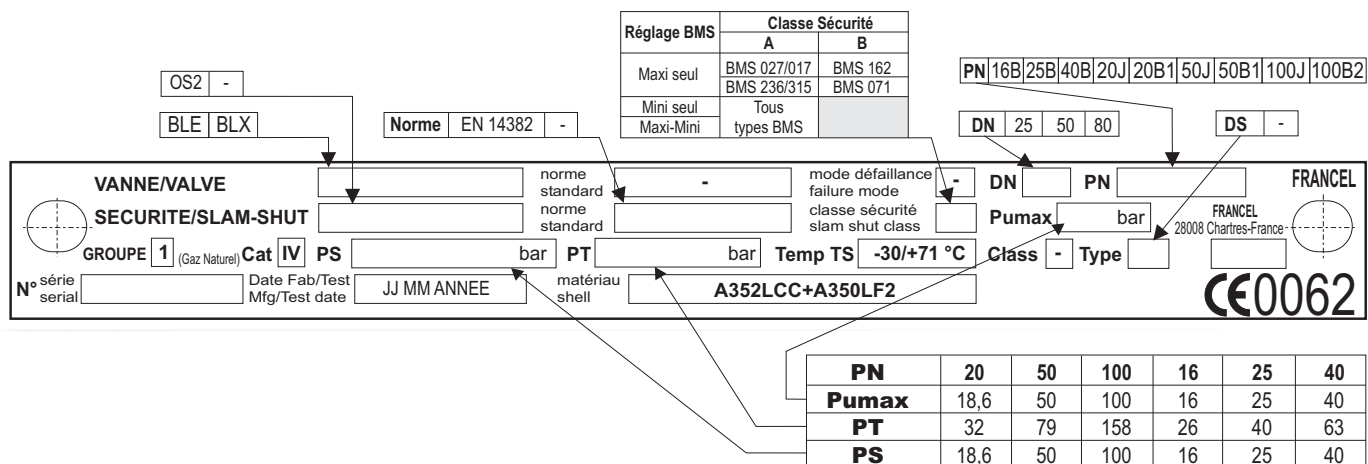 Réglage BMS Classe Sécurité
A B
Maxi seul BMS 027/017 BMS 162
BMS 236/315 BMS 071
Mini seul Tous
Maxi-Mini types BMS
OS2 -
BLE BLX
Norme EN 14382 -
PN 16B 25B 40B 20J 20B1 50J 50B1 100J 100B2
DN 25 50 80
DS -
VANNE/VALVE norme standard - mode défaillance failure mode - DN PN FRANCEL
SECURITE/SLAM-SHUT norme standard classe sécurité slam shut class Pumax bar FRANCEL
28008 Chartres-France
GROUPE 1 (Gaz Naturel) Cat IV PS bar PT bar Temp TS -30/+71 °C Class - Type
N° série serial Date Fab/Test Mfg/Test date JJ MM ANNEE matériau shell A352LCC+A350LF2 CE0062
PN 20 50 100 16 25 40
Pumax 18,6 50 100 16 25 40
PT 32 79 158 26 40 63
PS 18,6 50 100 16 25 40